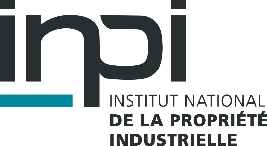 inpi
INSTITUT NATIONAL
DE LA PROPRIÉTÉ
INDUSTRIELLE